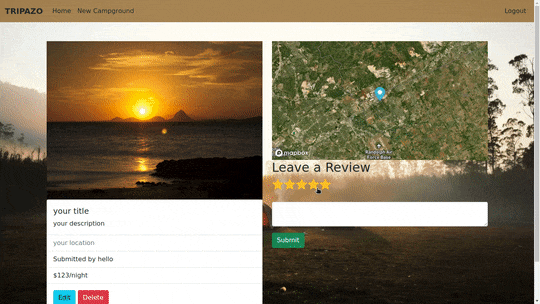 TRIPAZO Home New Campground Logout
mapbox
Randolph Air
Force Base
Leave a Review
your title
your description
your location
Submitted by hello
$123/night
Submit
Edit Delete